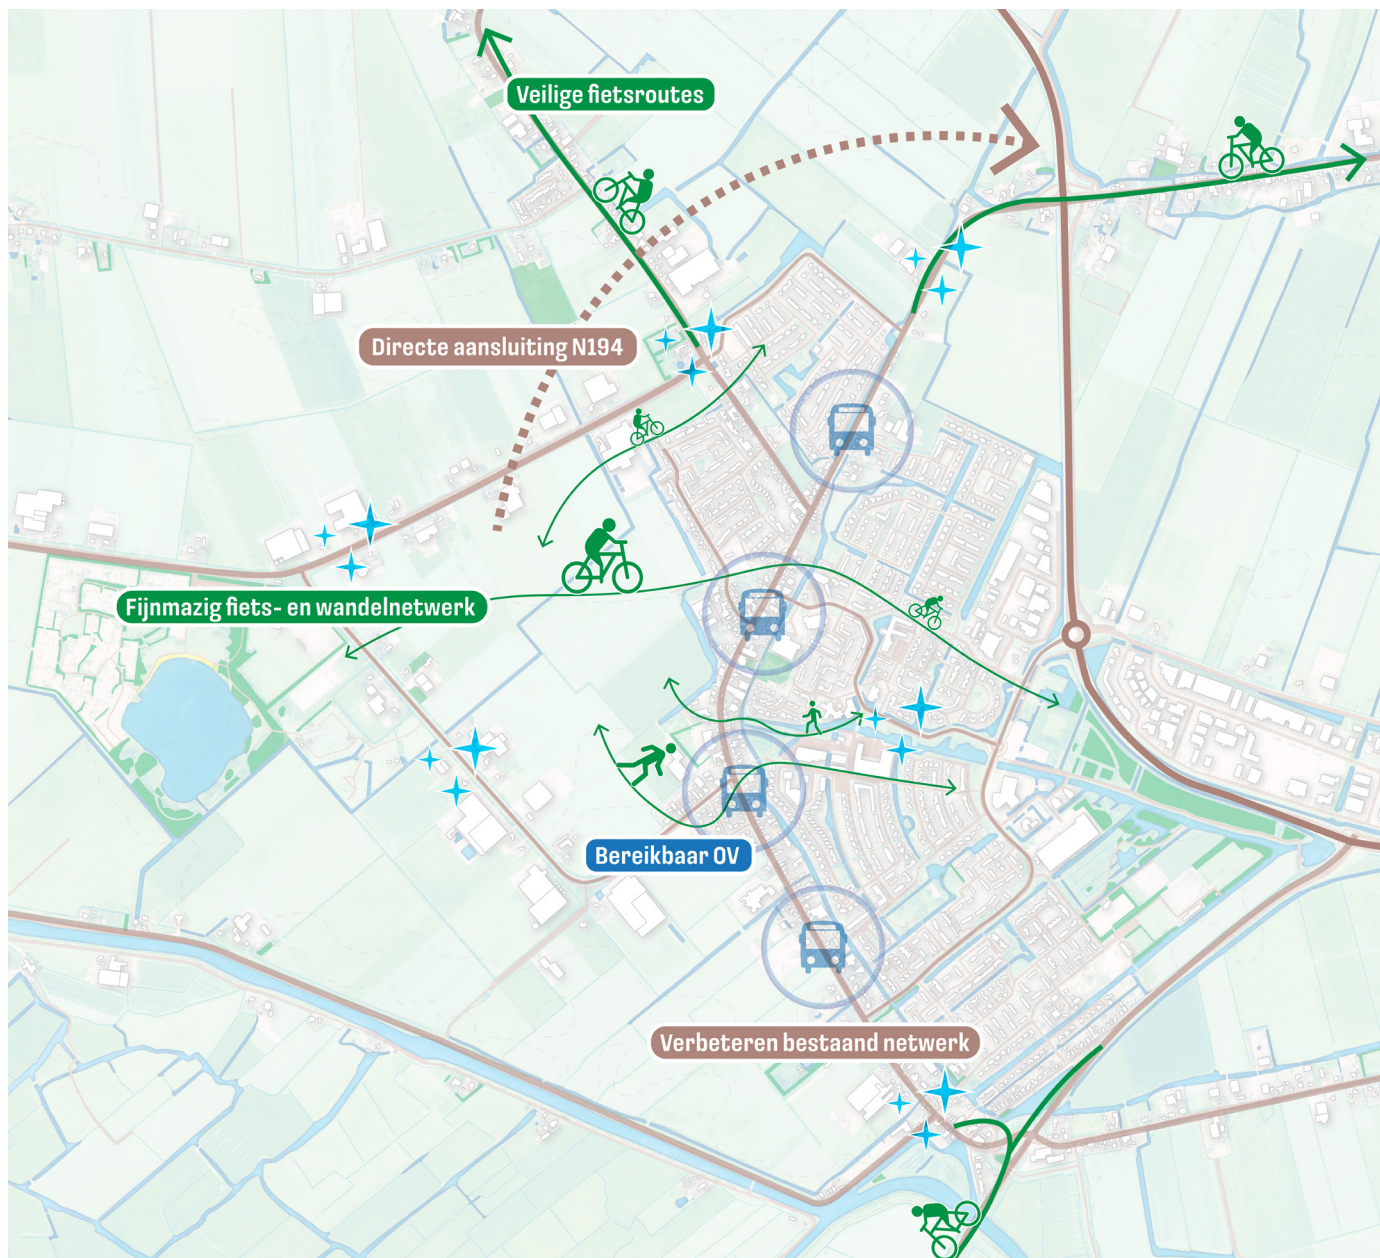 Veilige fietsroutes
Directe aansluiting N194
Fijnmazig fiets- en wandelnetwerk
Bereikbaar OV
Verbeteren bestaand netwerk